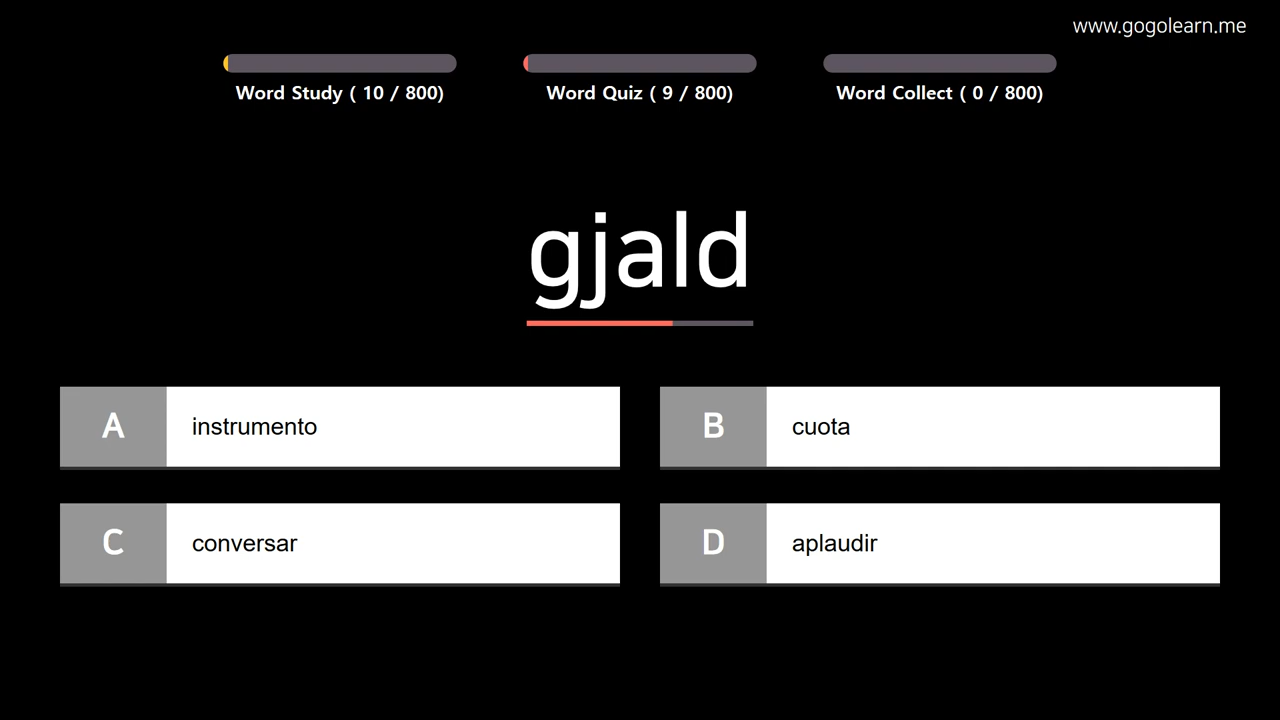 www.gogolearn.me
Word Study ( 10 / 800)
Word Quiz ( 9 / 800)
Word Collect ( 0 / 800)
gjald
A instrumento
B cuota
C conversar
D aplaudir